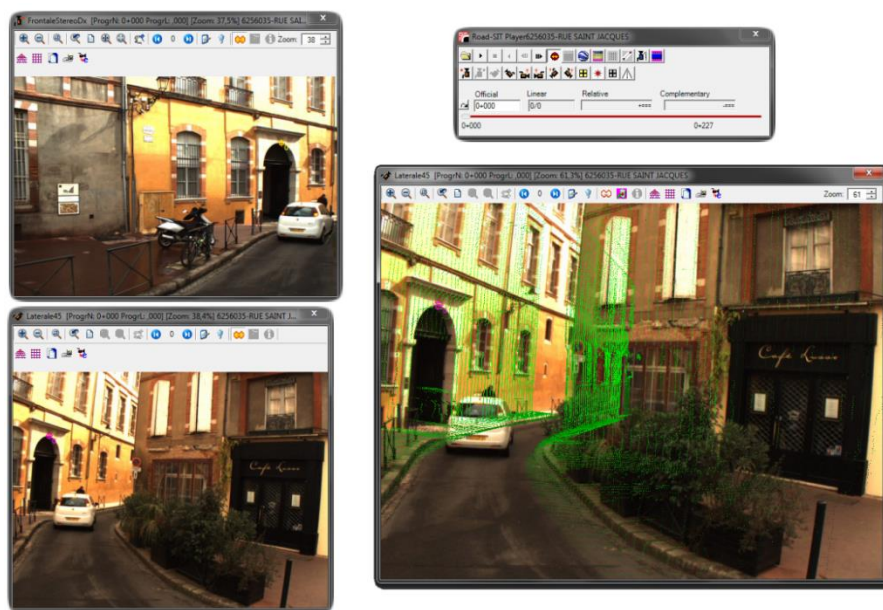 FrontaleStereoDx [ProgrN: 0+000 ProgrL: ,000] [Zoom: 37,5%] 6256035-RUE SAI...
Zoom: 38
Road-SIT Player6256035-RUE SAINT JACQUES
Official Linear Relative Complementary
0+000 0/0
0+000 0+227
Laterale45 [ProgrN: 0+000 ProgrL: ,000] [Zoom: 61,3%] 6256035-RUE SAINT JACQUES
Zoom: 61
Café
Laterale45 [ProgrN: 0+000 ProgrL: ,000] [Zoom: 38,4%] 6256035-RUE SAINT J...
Café